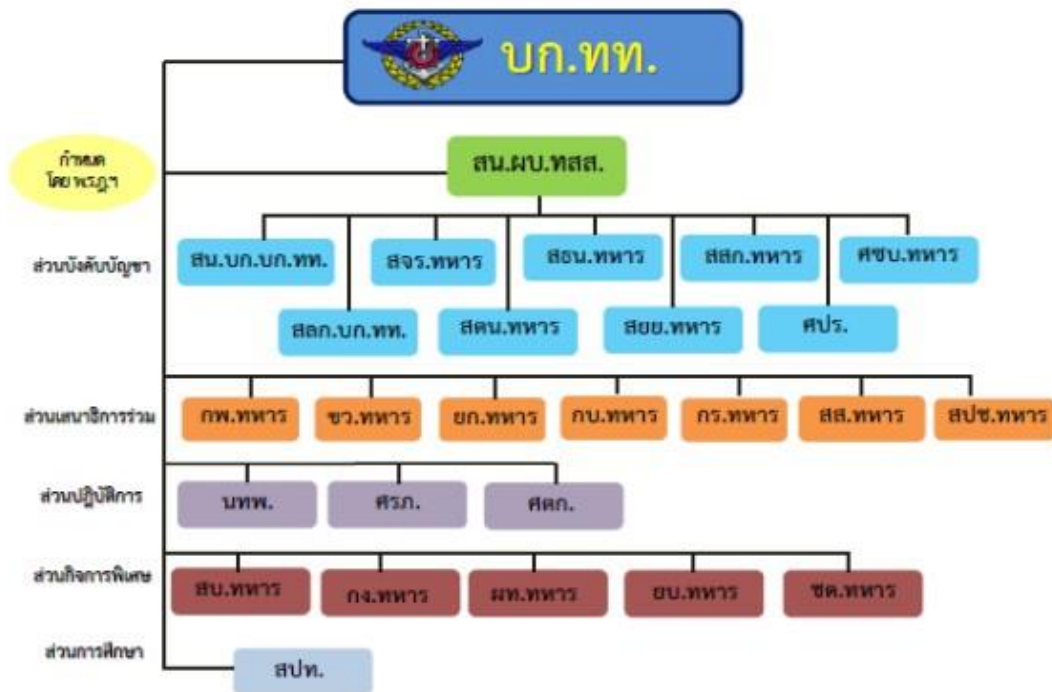 บก.ทท.
กำหนด
โดย พ.ร.ฎ.ฯ
สน.ผบ.ทสส.
ส่วนบังคับบัญชา
สน.บก.บก.ทท. สจร.ทหาร สธน.ทหาร สสก.ทหาร ศซบ.ทหาร
สลก.บก.ทท. สตน.ทหาร สยย.ทหาร ศปร.
ส่วนเสนาธิการร่วม
กพ.ทหาร ขว.ทหาร ยก.ทหาร กบ.ทหาร กร.ทหาร สส.ทหาร สปช.ทหาร
ส่วนปฏิบัติการ
นทพ. ศรภ. ศตก.
ส่วนกิจการพิเศษ
สบ.ทหาร กง.ทหาร ผท.ทหาร ยบ.ทหาร ชด.ทหาร
ส่วนการศึกษา
สปท.